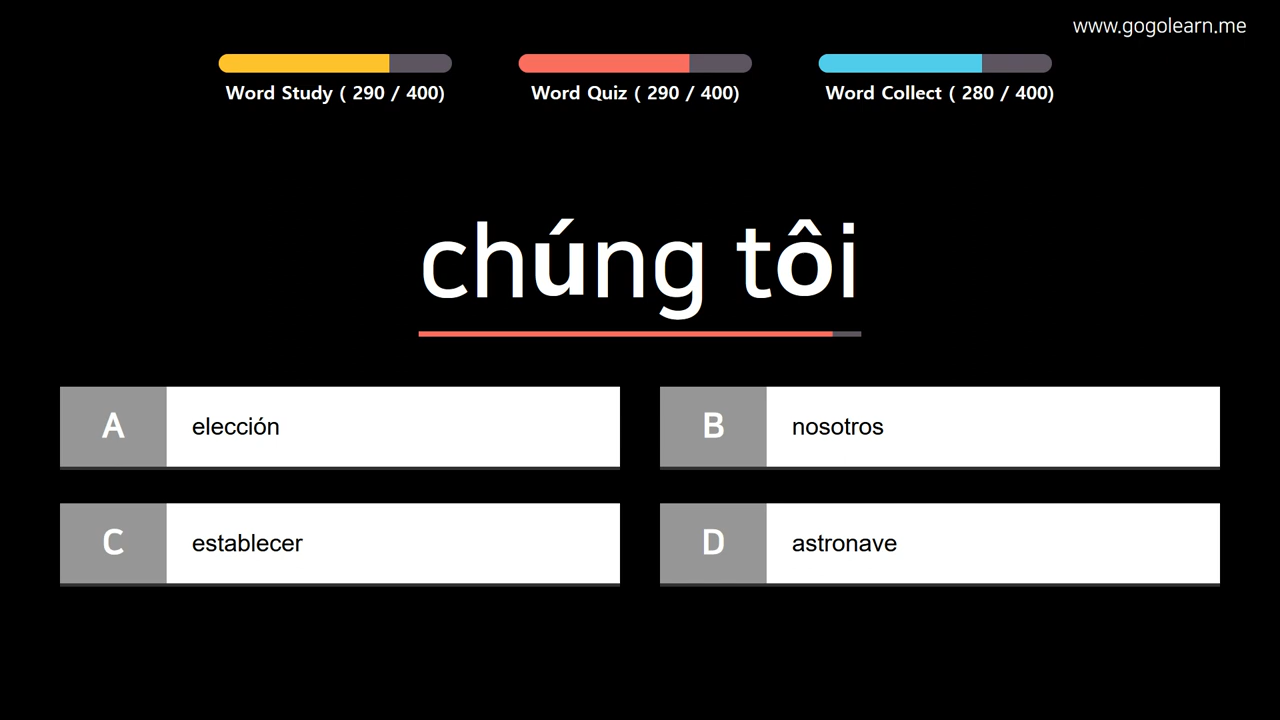 www.gogolearn.me
Word Study ( 290 / 400)
Word Quiz ( 290 / 400)
Word Collect ( 280 / 400)
chúng tôi
A elección
B nosotros
C establecer
D astronave